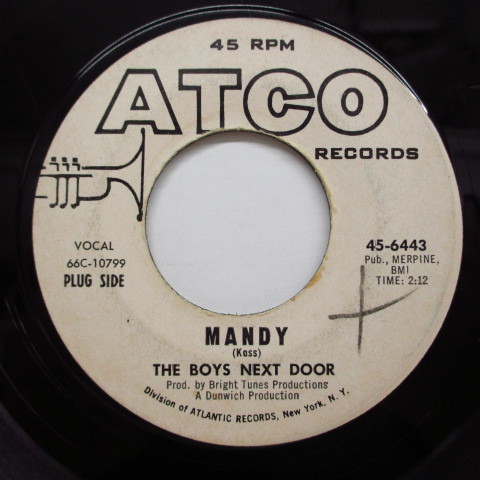 45 RPM
ATCO
RECORDS
VOCAL
66C-10799
PLUG SIDE
45-6443
Pub., MERPINE,
BMI
TIME: 2:12
MANDY
(Koss)
THE BOYS NEXT DOOR
Prod. by Bright Tunes Productions
A Dunwich Production
Division of ATLANTIC RECORDS, New York, N. Y.